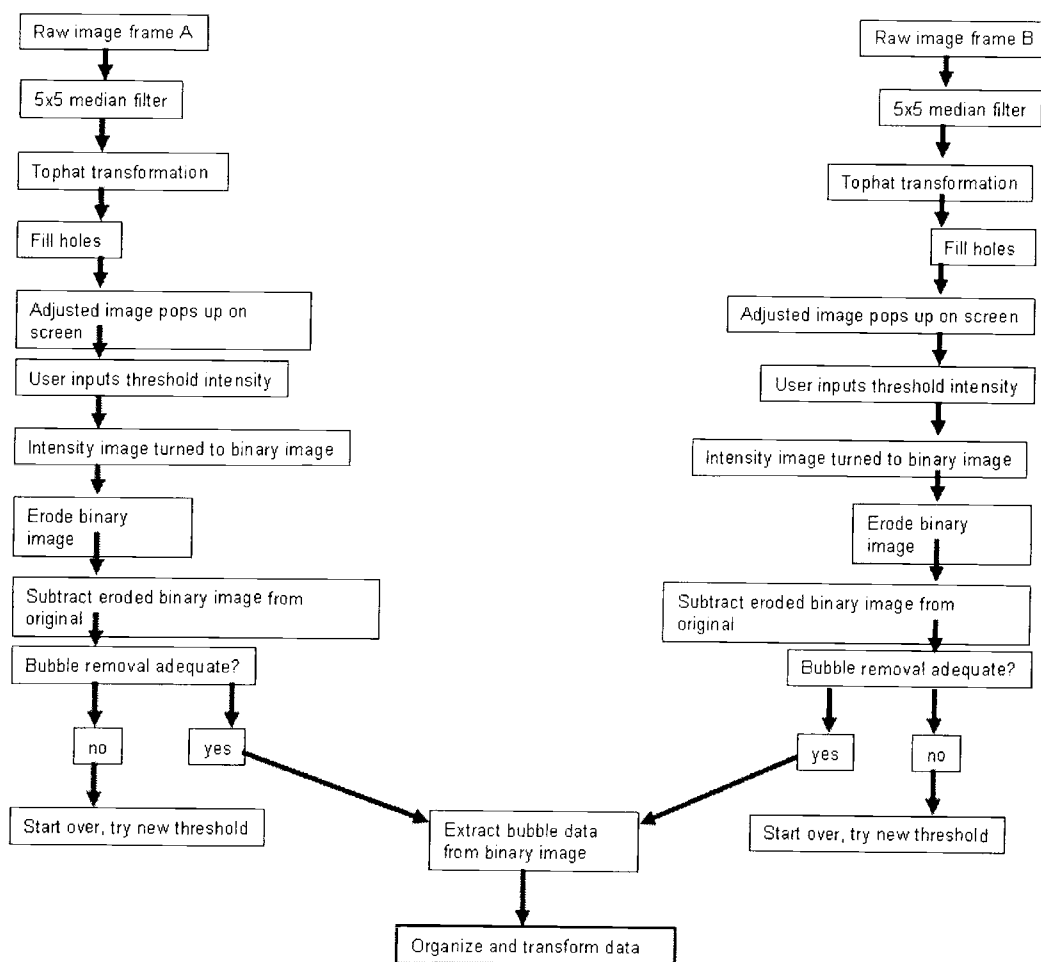 Raw image frame A
5x5 median filter
Tophat transformation
Fill holes
Adjusted image pops up on
screen
User inputs threshold intensity
Intensity image turned to binary image
Erode binary
image
Subtract eroded binary image from
original
Bubble removal adequate?
no
yes
Start over, try new threshold
Raw image frame B
5x5 median filter
Tophat transformation
Fill holes
Adjusted image pops up on screen
User inputs threshold intensity
Intensity image turned to binary image
Erode binary
image
Subtract eroded binary image from
original
Bubble removal adequate?
yes
no
Start over, try new threshold
Extract bubble data
from binary image
Organize and transform data